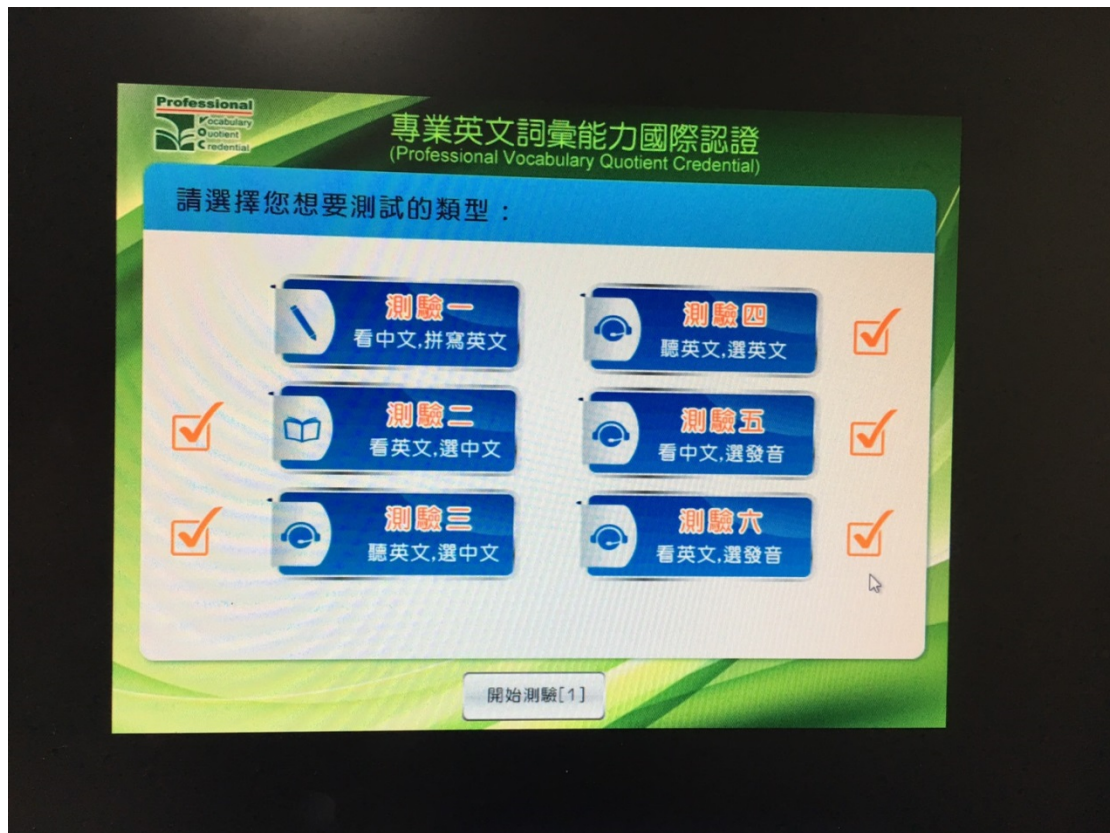 Professional
Vocabulary
Quotient
Credential
專業英文詞彙能力國際認證
(Professional Vocabulary Quotient Credential)
請選擇您想要測試的類型：
測驗一
看中文,拼寫英文
測驗二
看英文,選中文
測驗三
聽英文,選中文
測驗四
聽英文,選英文
測驗五
看中文,選發音
測驗六
看英文,選發音
開始測驗[1]